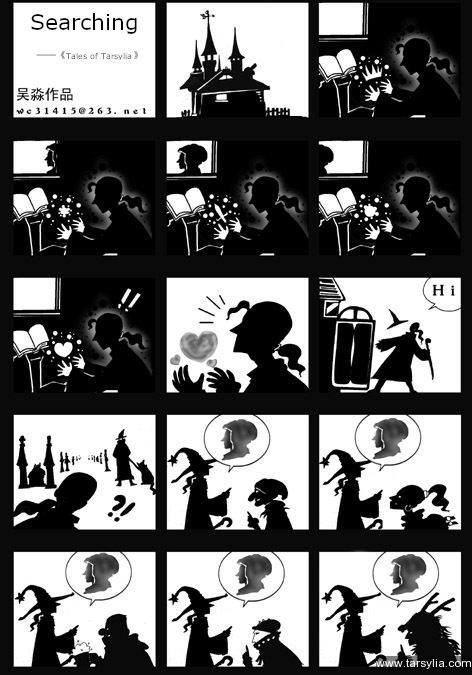 Searching
——《Tales of Tarsylia》
吴淼作品
wc31415@263.net
!!
Hi
?!
www.tarsylia.com